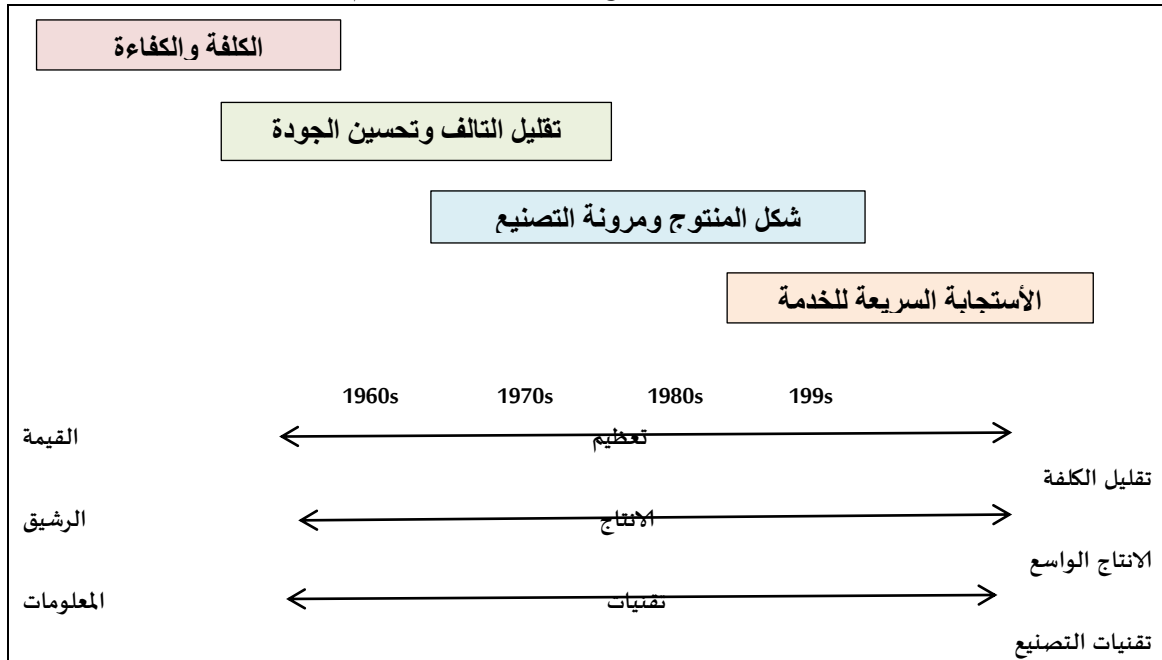 الكلفة والكفاءة
تقليل التالف وتحسين الجودة
شكل المنتوج ومرونة التصنيع
الأستجابة السريعة للخدمة
1960s 1970s 1980s 199s
تعظيم القيمة
تقليل الكلفة
الانتاج الرشيق
الانتاج الواسع
تقنيات المعلومات
تقنيات التصنيع